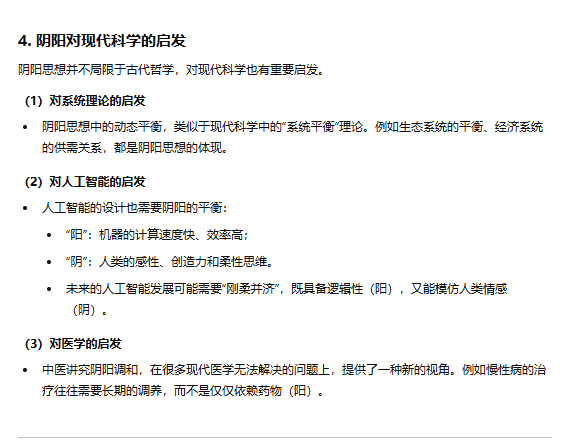 4. 阴阳对现代科学的启发
阴阳思想并不局限于古代哲学，对现代科学也有重要启发。
（1）对系统理论的启发
• 阴阳思想中的动态平衡，类似于现代科学中的“系统平衡”理论。例如生态系统的平衡、经济系统
的供需关系，都是阴阳思想的体现。
（2）对人工智能的启发
• 人工智能的设计也需要阴阳的平衡：
• “阳”：机器的计算速度快、效率高；
• “阴”：人类的感性、创造力和柔性思维。
• 未来的人工智能发展可能需要“刚柔并济”，既具备逻辑性（阳），又能模仿人类情感
（阴）。
（3）对医学的启发
• 中医讲究阴阳调和，在很多现代医学无法解决的问题上，提供了一种新的视角。例如慢性病的治
疗往往需要长期的调养，而不是仅仅依赖药物（阳）。